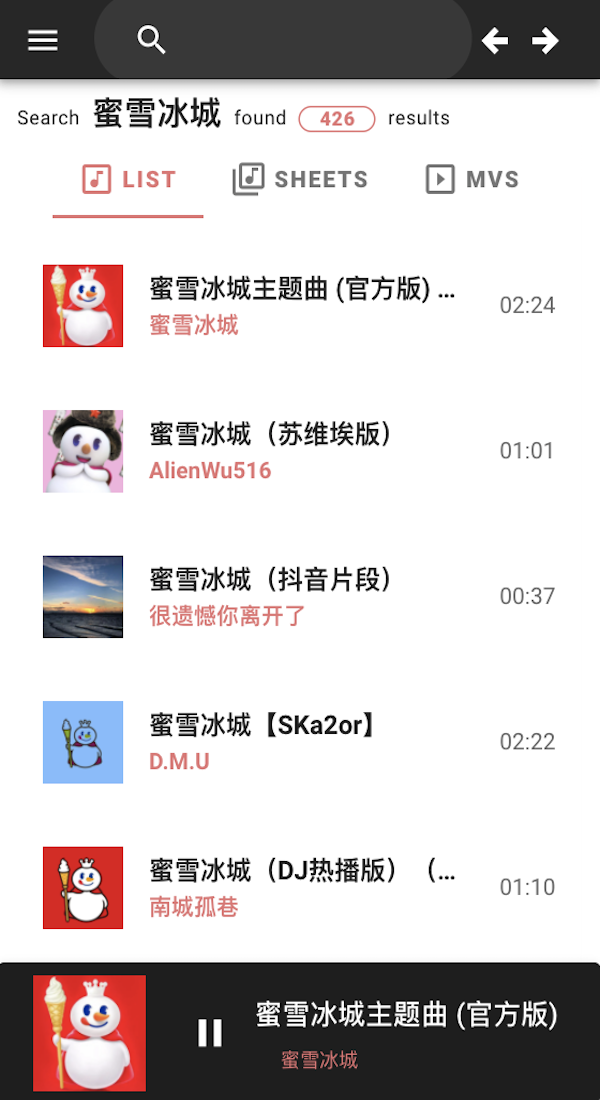 Search 蜜雪冰城 found 426 results
LIST SHEETS MVS
蜜雪冰城主题曲 (官方版) ...
02:24
蜜雪冰城
蜜雪冰城（苏维埃版）
01:01
AlienWu516
蜜雪冰城（抖音片段）
00:37
很遗憾你离开了
蜜雪冰城【SKa2or】
02:22
D.M.U
蜜雪冰城（DJ热播版）（...
01:10
南城孤巷
蜜雪冰城主题曲 (官方版)
蜜雪冰城